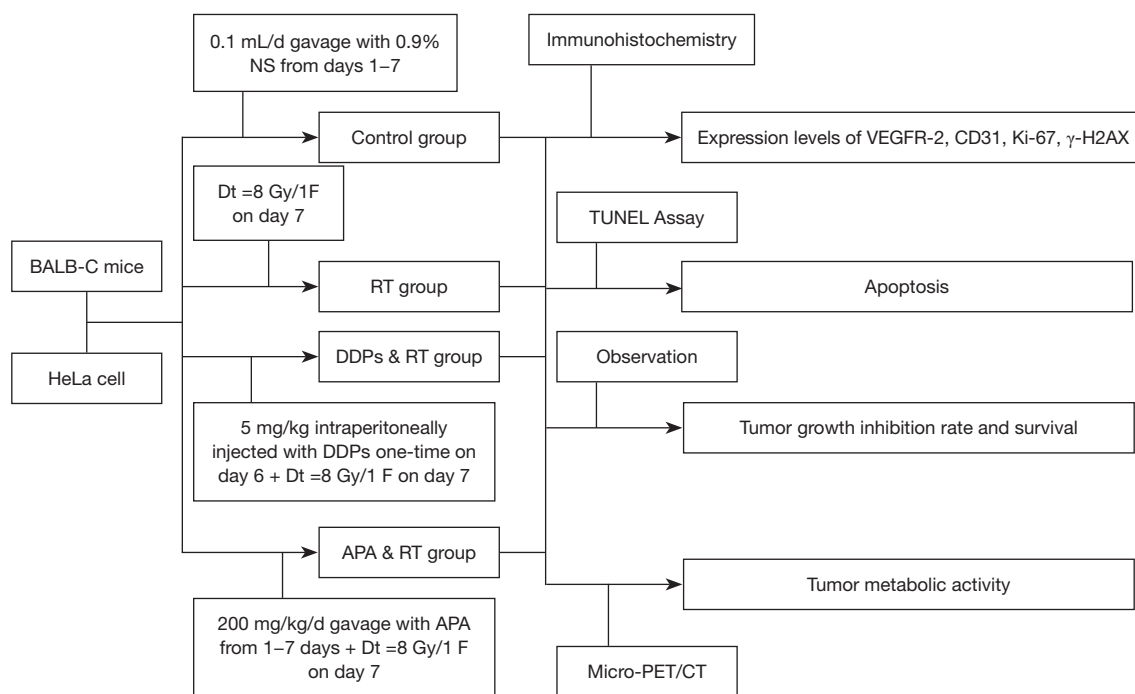 0.1 mL/d gavage with 0.9%
NS from days 1–7
Immunohistochemistry
Control group
Expression levels of VEGFR-2, CD31, Ki-67, γ-H2AX
Dt =8 Gy/1F
on day 7
TUNEL Assay
BALB-C mice
RT group
Apoptosis
HeLa cell
DDPs & RT group
Observation
5 mg/kg intraperitoneally
injected with DDPs one-time on
day 6 + Dt =8 Gy/1 F on day 7
Tumor growth inhibition rate and survival
APA & RT group
Tumor metabolic activity
200 mg/kg/d gavage with APA
from 1–7 days + Dt =8 Gy/1 F
on day 7
Micro-PET/CT